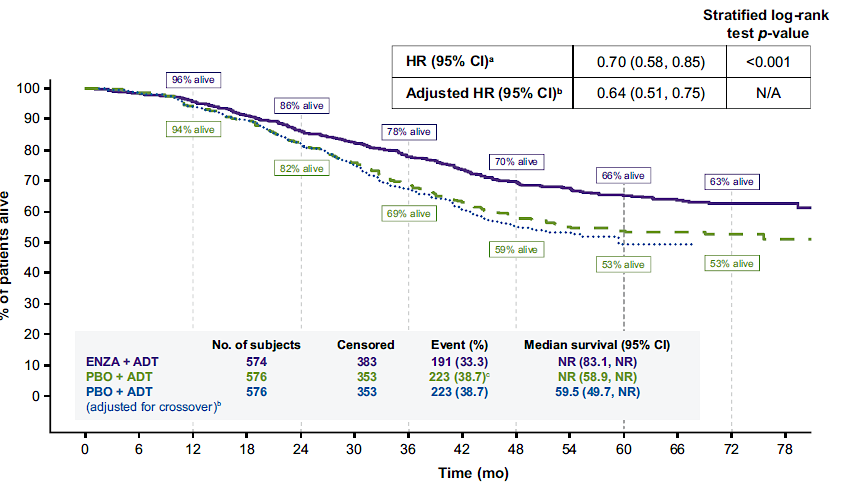 Stratified log-rank
test p-value
HR (95% CI)a 0.70 (0.58, 0.85) <0.001
Adjusted HR (95% CI)b 0.64 (0.51, 0.75) N/A
% of patients alive
100
90
80
70
60
50
40
30
20
10
0
96% alive
94% alive
86% alive
82% alive
78% alive
69% alive
70% alive
59% alive
66% alive
53% alive
63% alive
53% alive
No. of subjects Censored Event (%) Median survival (95% CI)
ENZA + ADT 574 383 191 (33.3) NR (83.1, NR)
PBO + ADT 576 353 223 (38.7)c NR (58.9, NR)
PBO + ADT 576 353 223 (38.7) 59.5 (49.7, NR)
(adjusted for crossover)b
0 6 12 18 24 30 36 42 48 54 60 66 72 78
Time (mo)